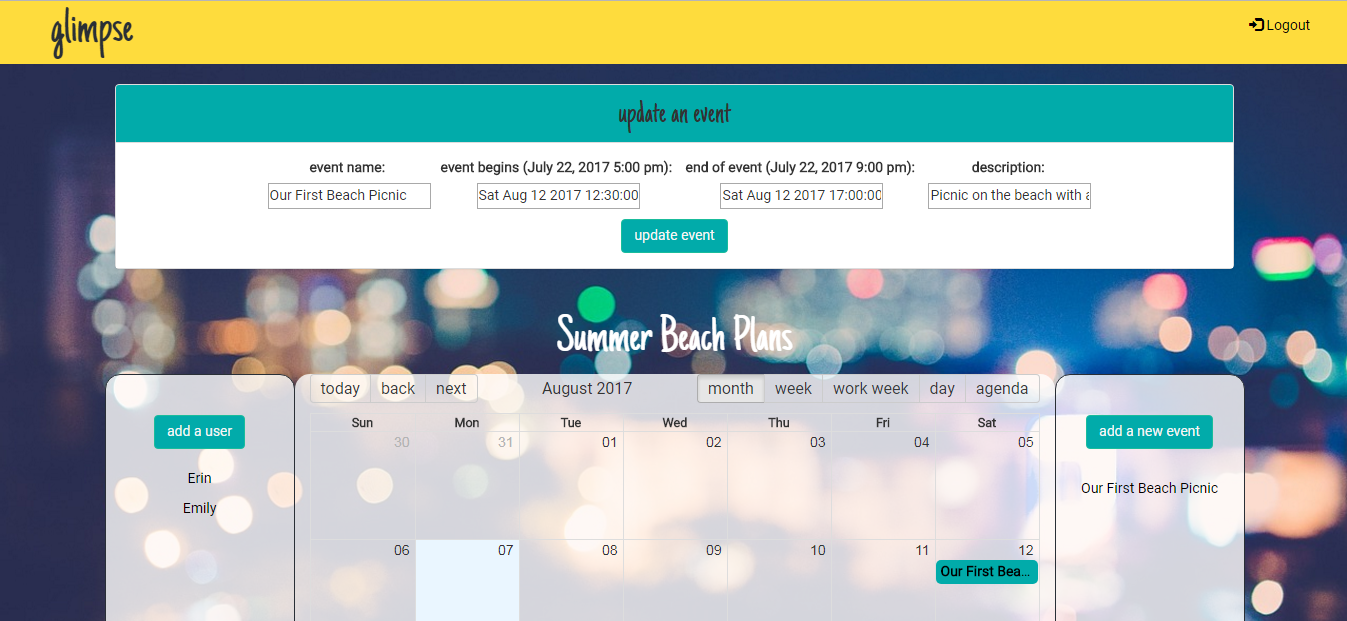 glimpse
Logout
update an event
event name: event begins (July 22, 2017 5:00 pm): end of event (July 22, 2017 9:00 pm): description:
Our First Beach Picnic Sat Aug 12 2017 12:30:00 Sat Aug 12 2017 17:00:00 Picnic on the beach with a
update event
Summer Beach Plans
today back next August 2017 month week work week day agenda
Sun Mon Tue Wed Thu Fri Sat
add a user
add a new event
30 31 01 02 03 04 05
Erin
Our First Beach Picnic
Emily
06 07 08 09 10 11 12
Our First Bea...